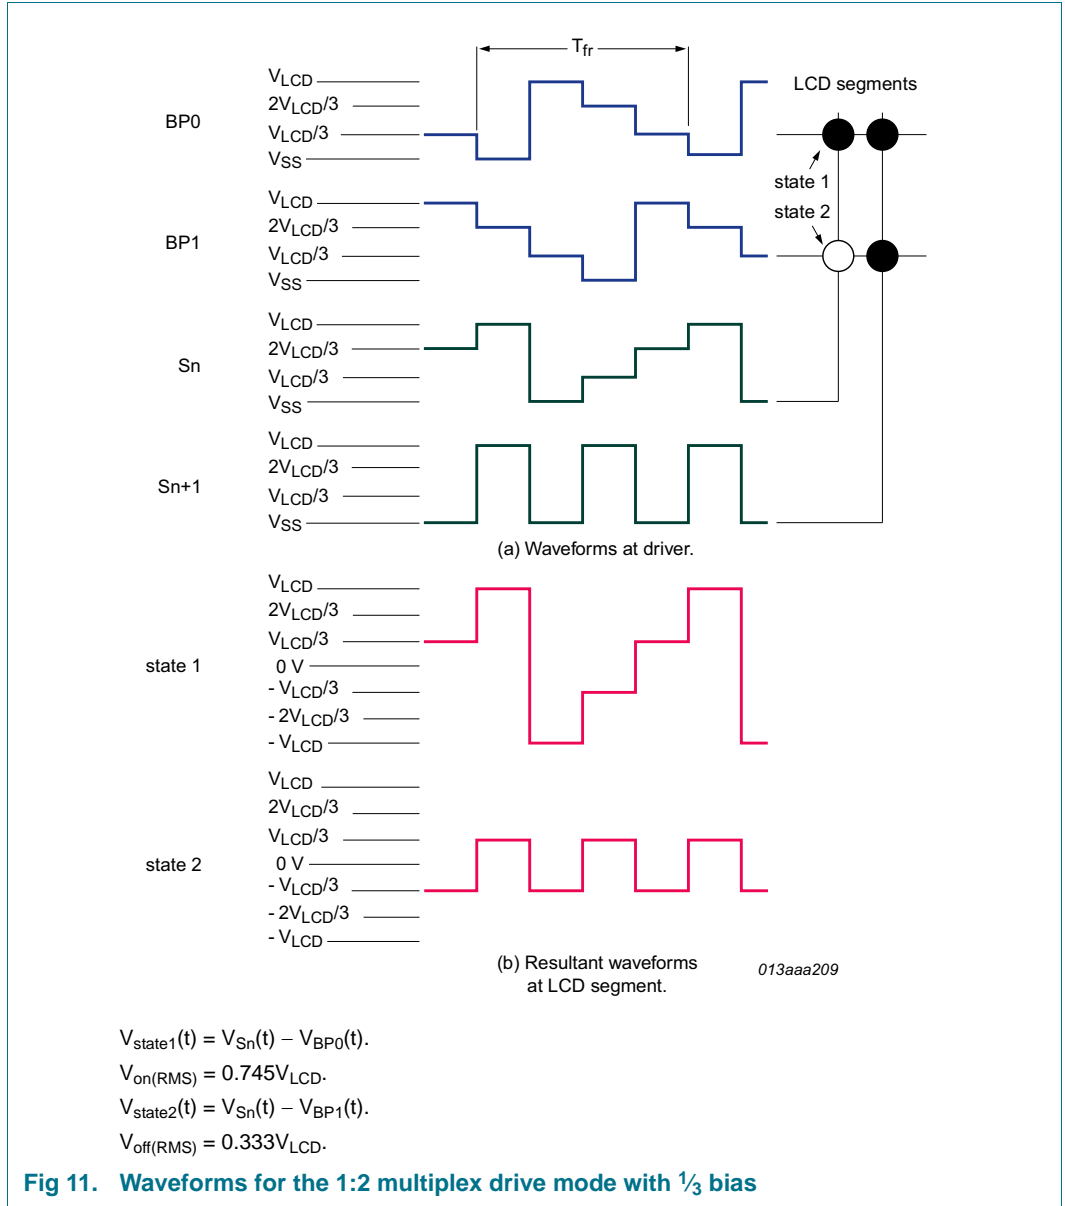 Tfr
BP0
VLCD
2VLCD/3
VLCD/3
VSS
LCD segments
state 1
state 2
BP1
VLCD
2VLCD/3
VLCD/3
VSS
Sn
VLCD
2VLCD/3
VLCD/3
VSS
Sn+1
VLCD
2VLCD/3
VLCD/3
VSS
(a) Waveforms at driver.
state 1
VLCD
2VLCD/3
VLCD/3
0 V
- VLCD/3
- 2VLCD/3
- VLCD
state 2
VLCD
2VLCD/3
VLCD/3
0 V
- VLCD/3
- 2VLCD/3
- VLCD
(b) Resultant waveforms
at LCD segment.
013aaa209
Vstate1(t) = VSn(t) − VBP0(t).
Von(RMS) = 0.745VLCD.
Vstate2(t) = VSn(t) − VBP1(t).
Voff(RMS) = 0.333VLCD.
Fig 11. Waveforms for the 1:2 multiplex drive mode with 1⁄3 bias